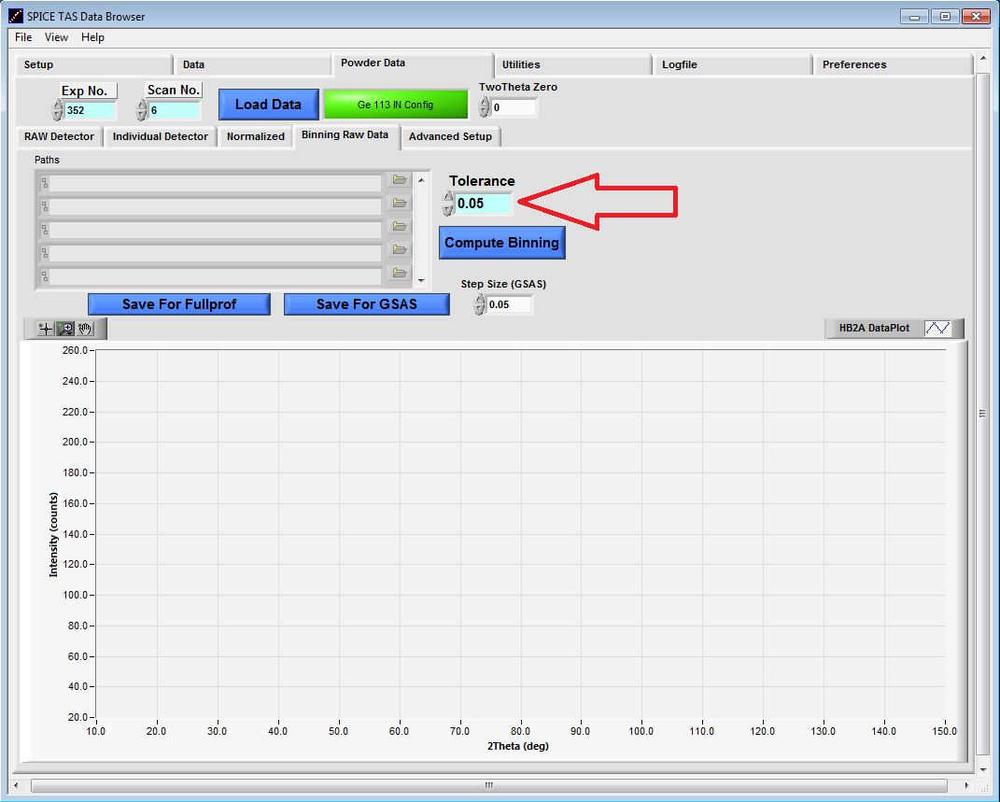 SPICE TAS Data Browser
File View Help
Setup Data Powder Data Utilities Logfile Preferences
Exp No. Scan No. TwoTheta Zero
352 6 Load Data Ge 113 IN Config 0
RAW Detector Individual Detector Normalized Binning Raw Data Advanced Setup
Paths
Tolerance
0.05
Compute Binning
Step Size (GSAS)
Save For Fullprof Save For GSAS 0.05
HB2A DataPlot
260.0
240.0
220.0
200.0
180.0
160.0
140.0
120.0
100.0
80.0
60.0
40.0
20.0
Intensity (counts)
10.0 20.0 30.0 40.0 50.0 60.0 70.0 80.0 90.0 100.0 110.0 120.0 130.0 140.0 150.0
2Theta (deg)